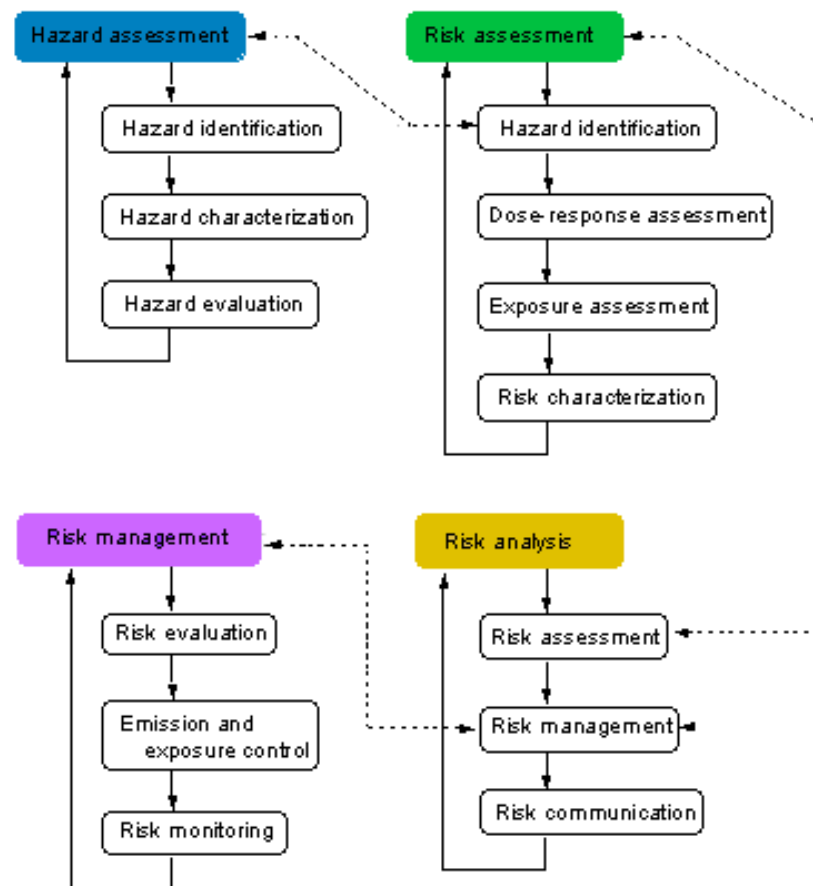 Hazard assessment
Hazard identification
Hazard characterization
Hazard evaluation
Risk assessment
Hazard identification
Dose-response assessment
Exposure assessment
Risk characterization
Risk management
Risk evaluation
Emission and
exposure control
Risk monitoring
Risk analysis
Risk assessment
Risk management
Risk communication